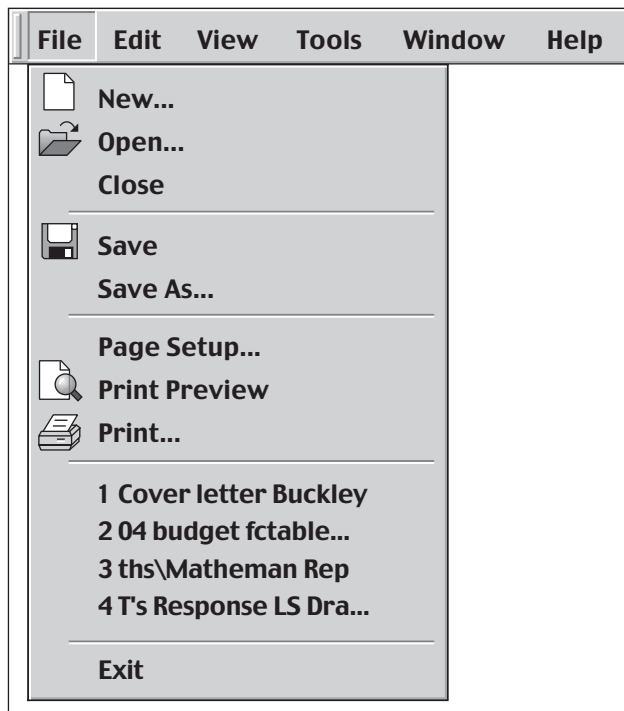 File Edit View Tools Window Help
New...
Open...
Close
Save
Save As...
Page Setup...
Print Preview
Print...
1 Cover letter Buckley
2 04 budget fctable...
3 ths\Matheman Rep
4 T's Response LS Dra...
Exit